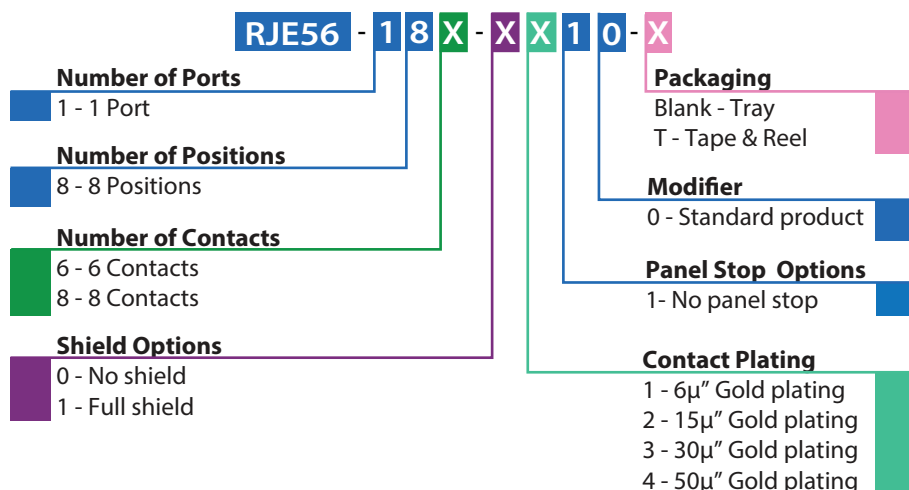 RJE56 - 1 8 X - X X 1 0 - X
Number of Ports
1 - 1 Port
Number of Positions
8 - 8 Positions
Number of Contacts
6 - 6 Contacts
8 - 8 Contacts
Shield Options
0 - No shield
1 - Full shield
Packaging
Blank - Tray
T - Tape & Reel
Modifier
0 - Standard product
Panel Stop Options
1- No panel stop
Contact Plating
1 - 6µ” Gold plating
2 - 15µ” Gold plating
3 - 30µ” Gold plating
4 - 50µ” Gold plating